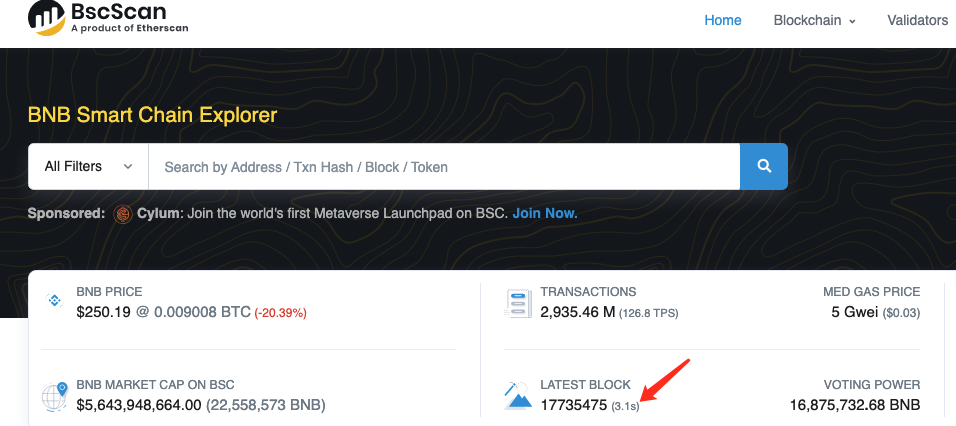 BscScan
A product of Etherscan
Home Blockchain Validators
BNB Smart Chain Explorer
All Filters Search by Address / Txn Hash / Block / Token
Sponsored: Cylum: Join the world's first Metaverse Launchpad on BSC. Join Now.
BNB PRICE
$250.19 @ 0.009008 BTC (-20.39%)
TRANSACTIONS
2,935.46 M (126.8 TPS)
MED GAS PRICE
5 Gwei ($0.03)
BNB MARKET CAP ON BSC
$5,643,948,664.00 (22,558,573 BNB)
LATEST BLOCK
17735475 (3.1s)
VOTING POWER
16,875,732.68 BNB